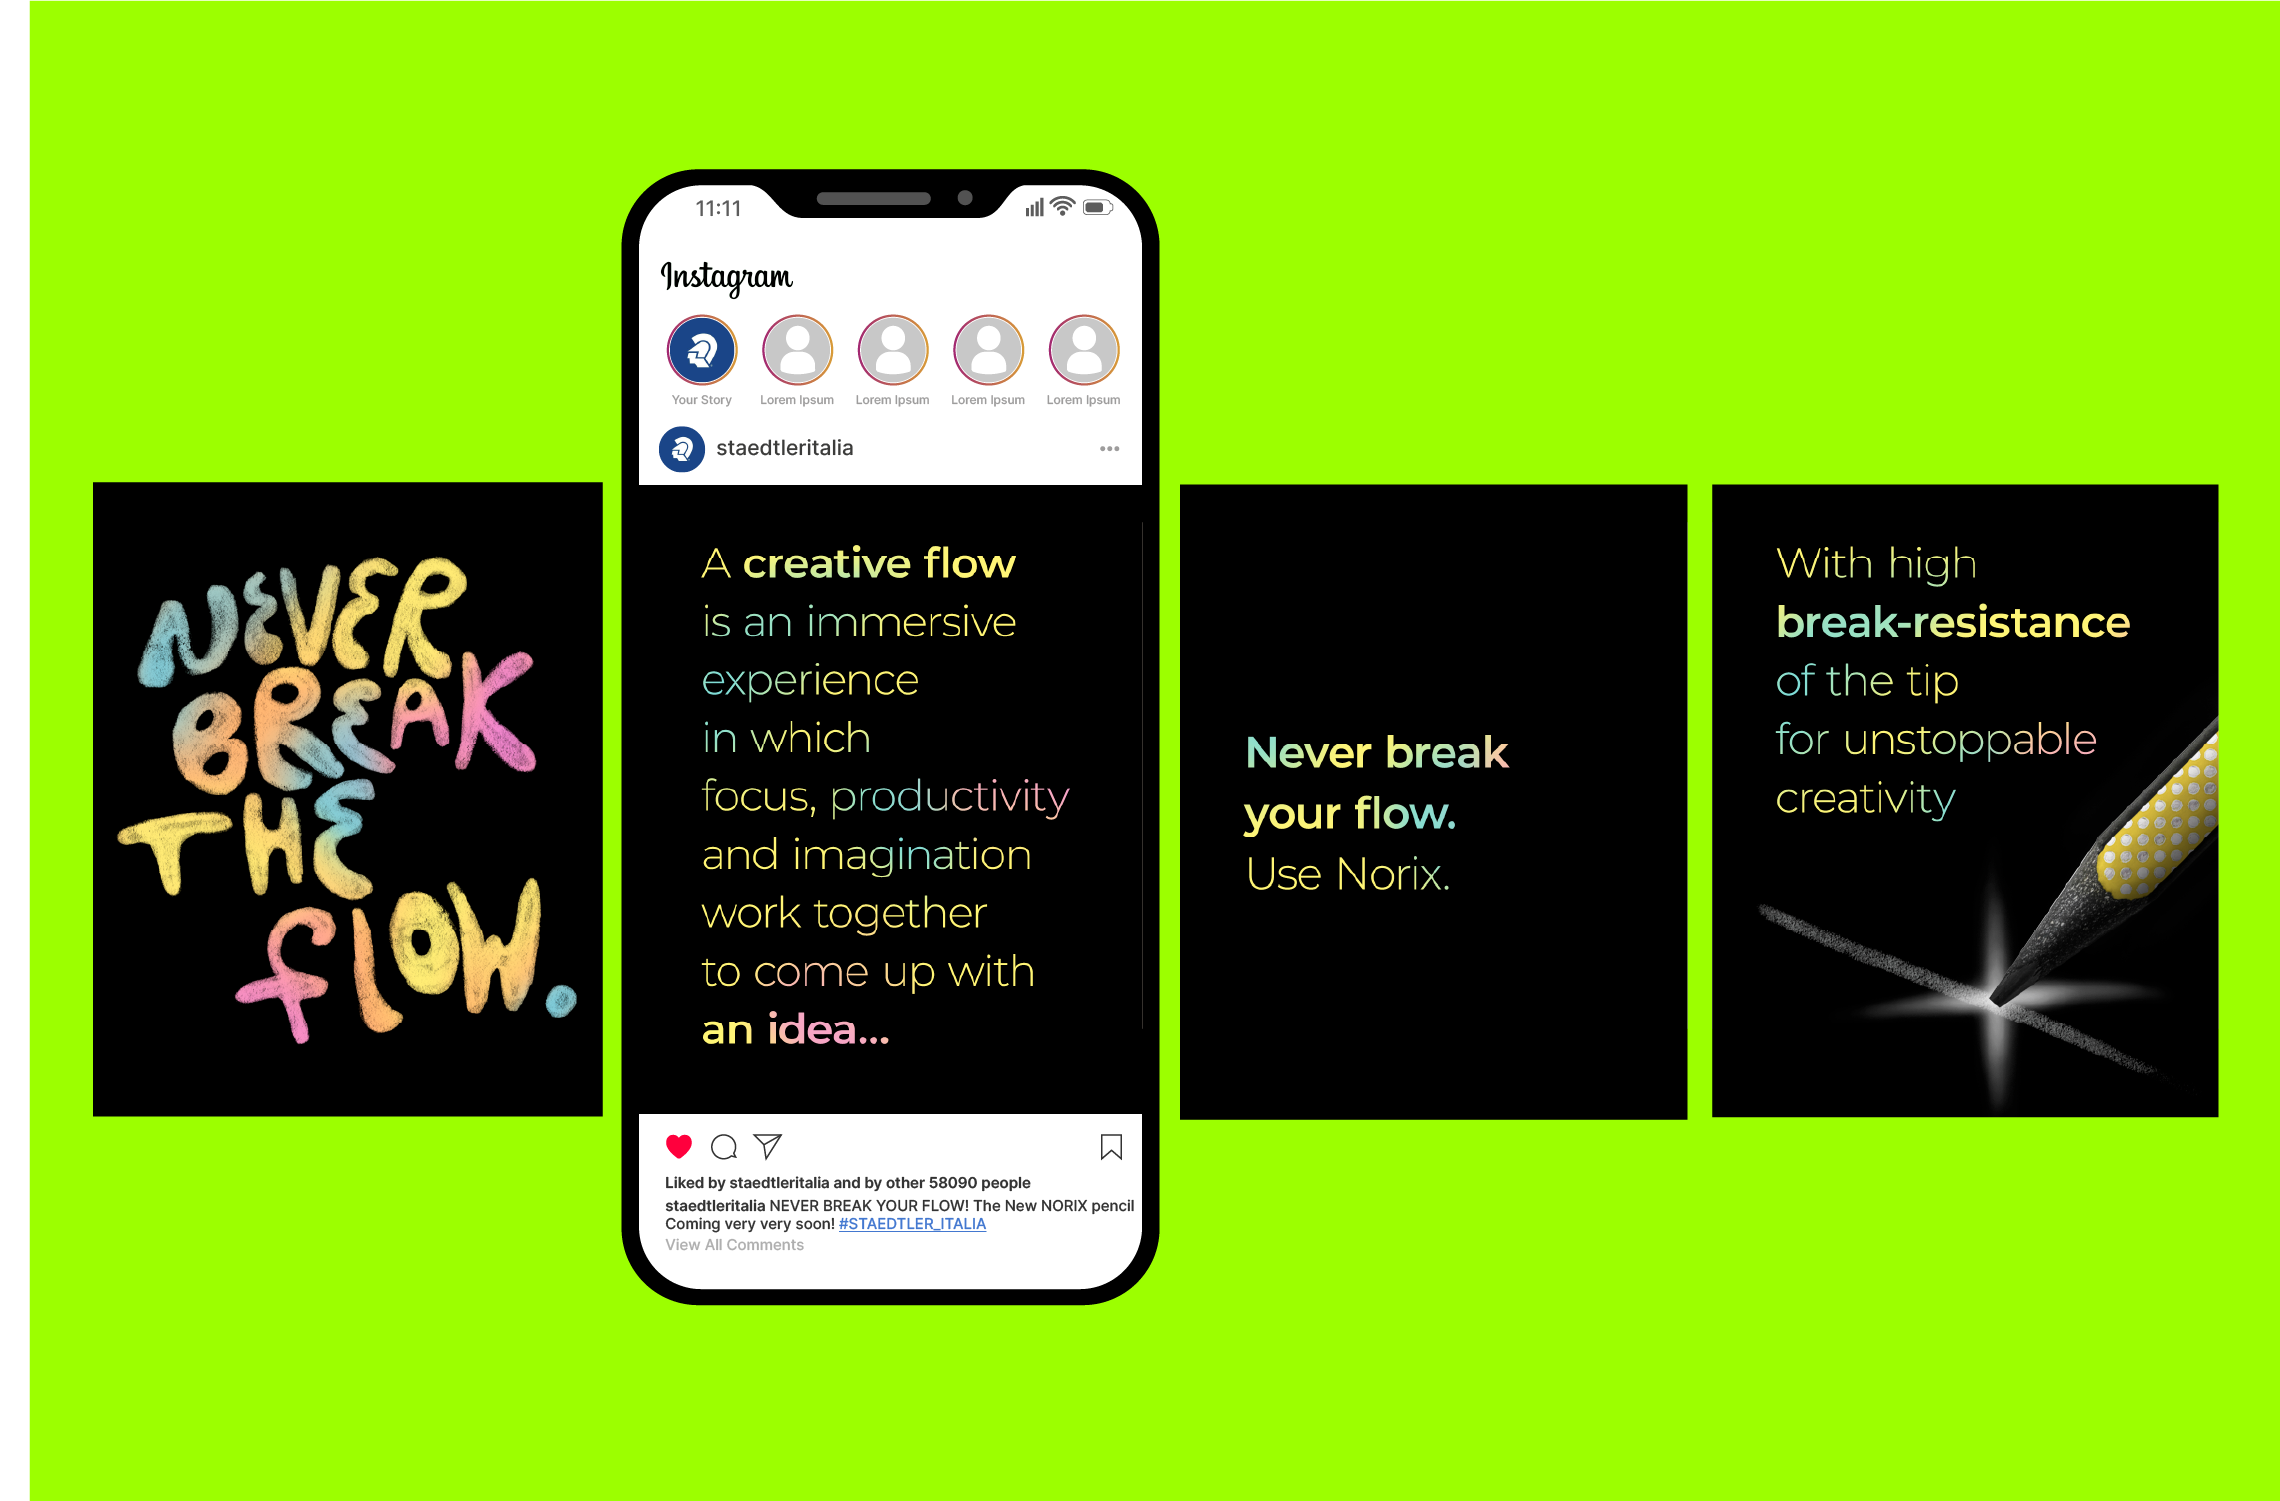 NEVER
BREAK
THE
FLOW.
11:11
Instagram
Your Story
Lorem Ipsum
Lorem Ipsum
Lorem Ipsum
Lorem Ipsum
staedtleritalia
A creative flow
is an immersive
experience
in which
focus, productivity
and imagination
work together
to come up with
an idea...
Liked by staedtleritalia and by other 58090 people
staedtleritalia NEVER BREAK YOUR FLOW! The New NORIX pencil
Coming very very soon! #STAEDTLER_ITALIA
View All Comments
Never break
your flow.
Use Norix.
With high
break-resistance
of the tip
for unstoppable
creativity